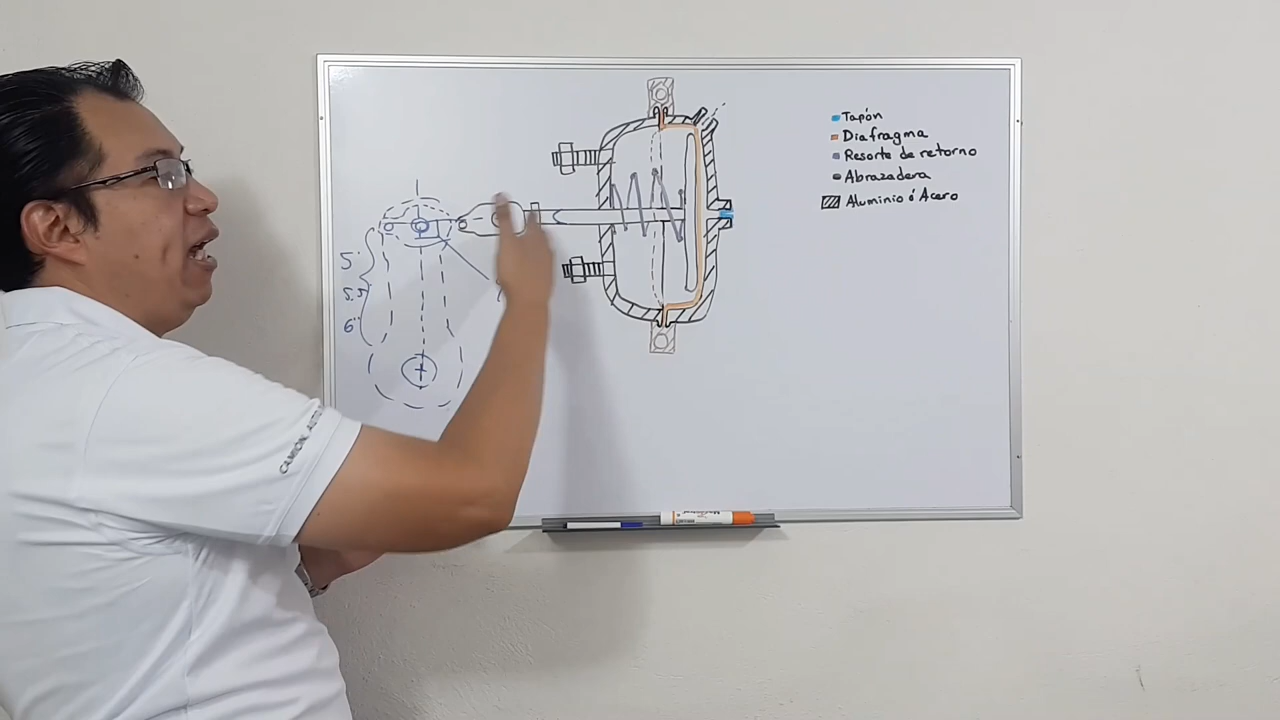 Tapón
Diafragma
Resorte de retorno
Abrazadera
Aluminio ó Acero
5"
5.5"
6"